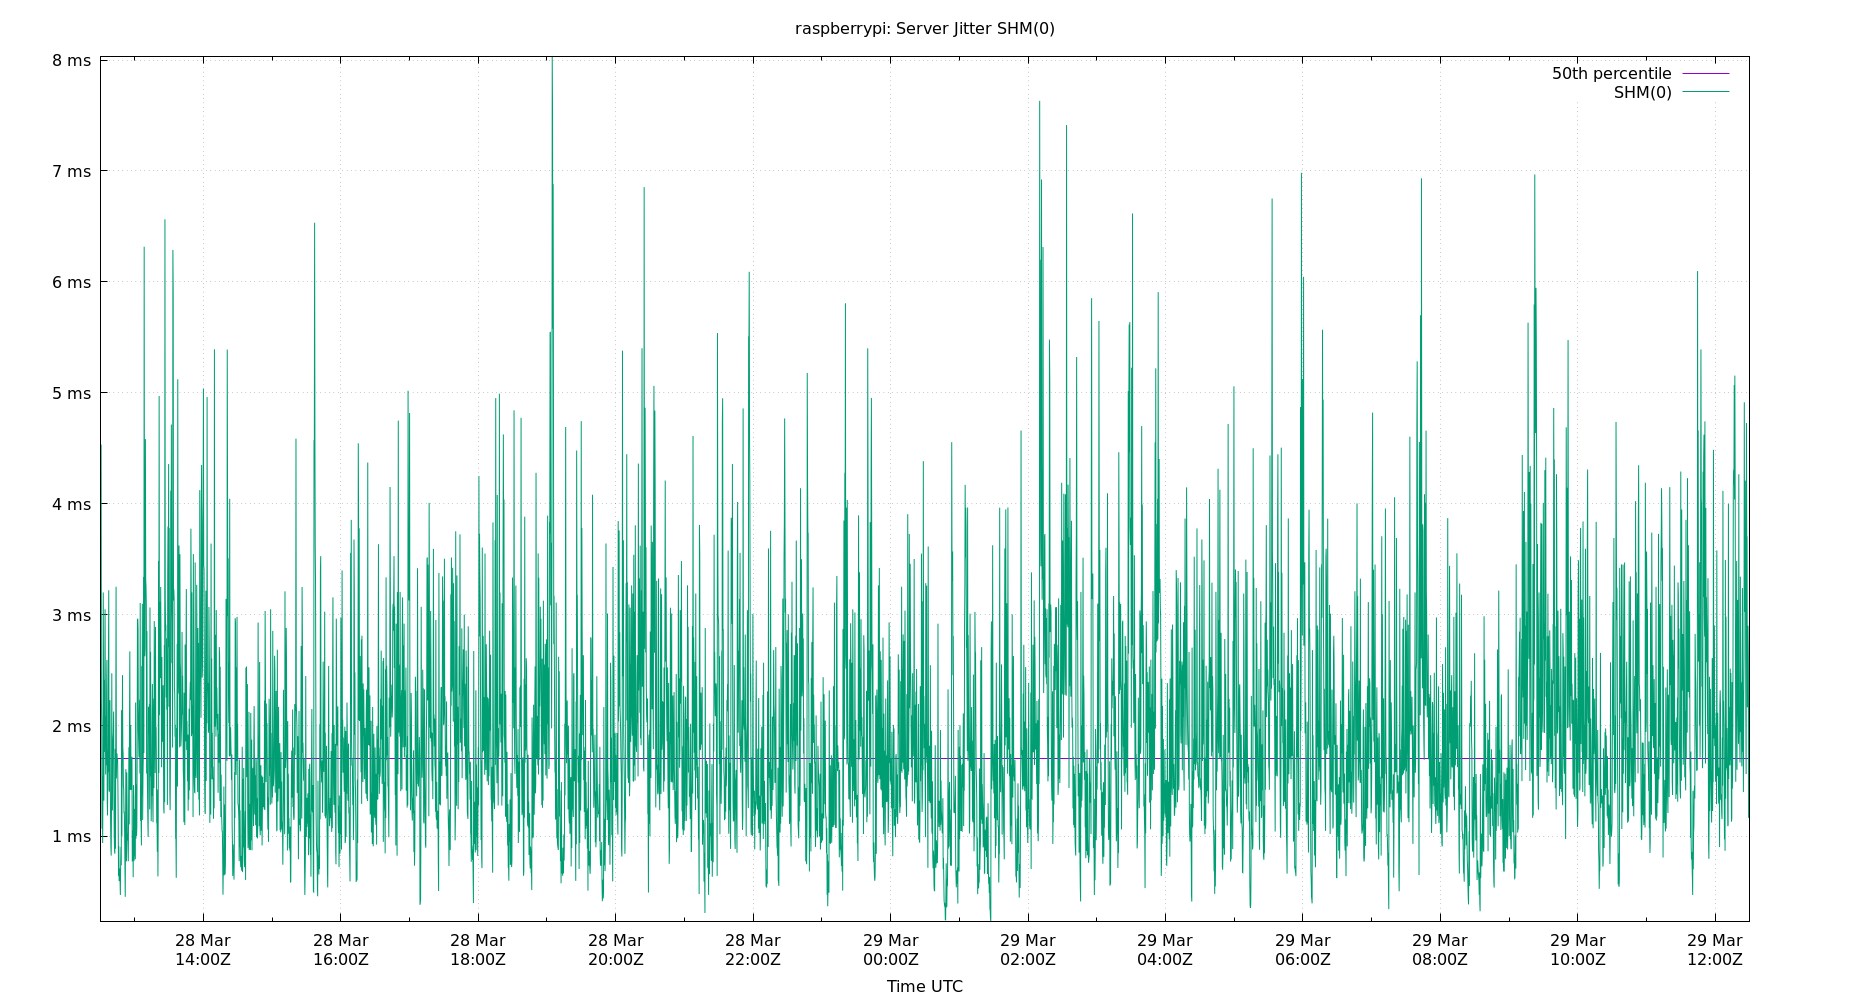 raspberrypi: Server Jitter SHM(0)
8 ms
7 ms
6 ms
5 ms
4 ms
3 ms
2 ms
1 ms
50th percentile
SHM(0)
28 Mar
14:00Z
28 Mar
16:00Z
28 Mar
18:00Z
28 Mar
20:00Z
28 Mar
22:00Z
29 Mar
00:00Z
29 Mar
02:00Z
29 Mar
04:00Z
29 Mar
06:00Z
29 Mar
08:00Z
29 Mar
10:00Z
29 Mar
12:00Z
Time UTC